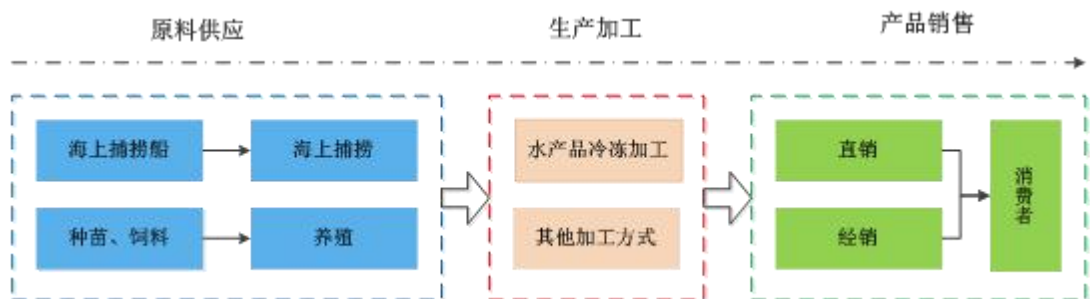 原料供应
生产加工
产品销售
海上捕捞船
海上捕捞
种苗、饲料
养殖
水产品冷冻加工
其他加工方式
直销
经销
消费者